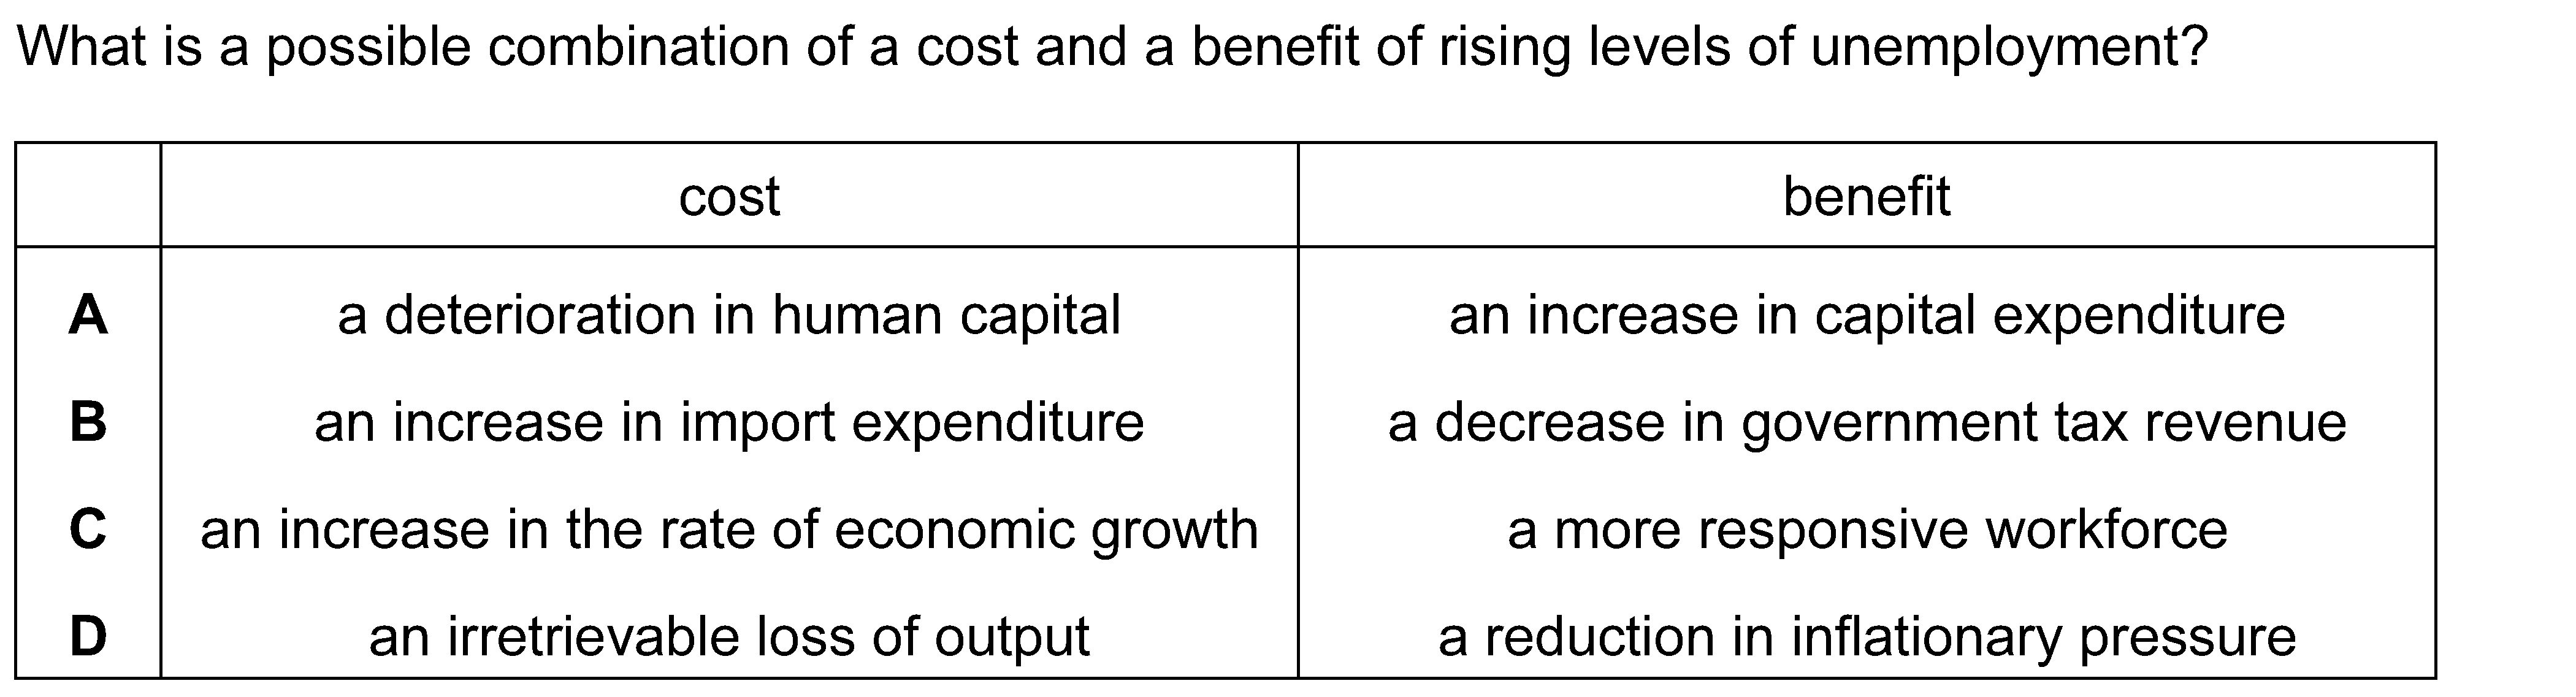 What is a possible combination of a cost and a benefit of rising levels of unemployment?
cost benefit
A a deterioration in human capital an increase in capital expenditure
B an increase in import expenditure a decrease in government tax revenue
C an increase in the rate of economic growth a more responsive workforce
D an irretrievable loss of output a reduction in inflationary pressure